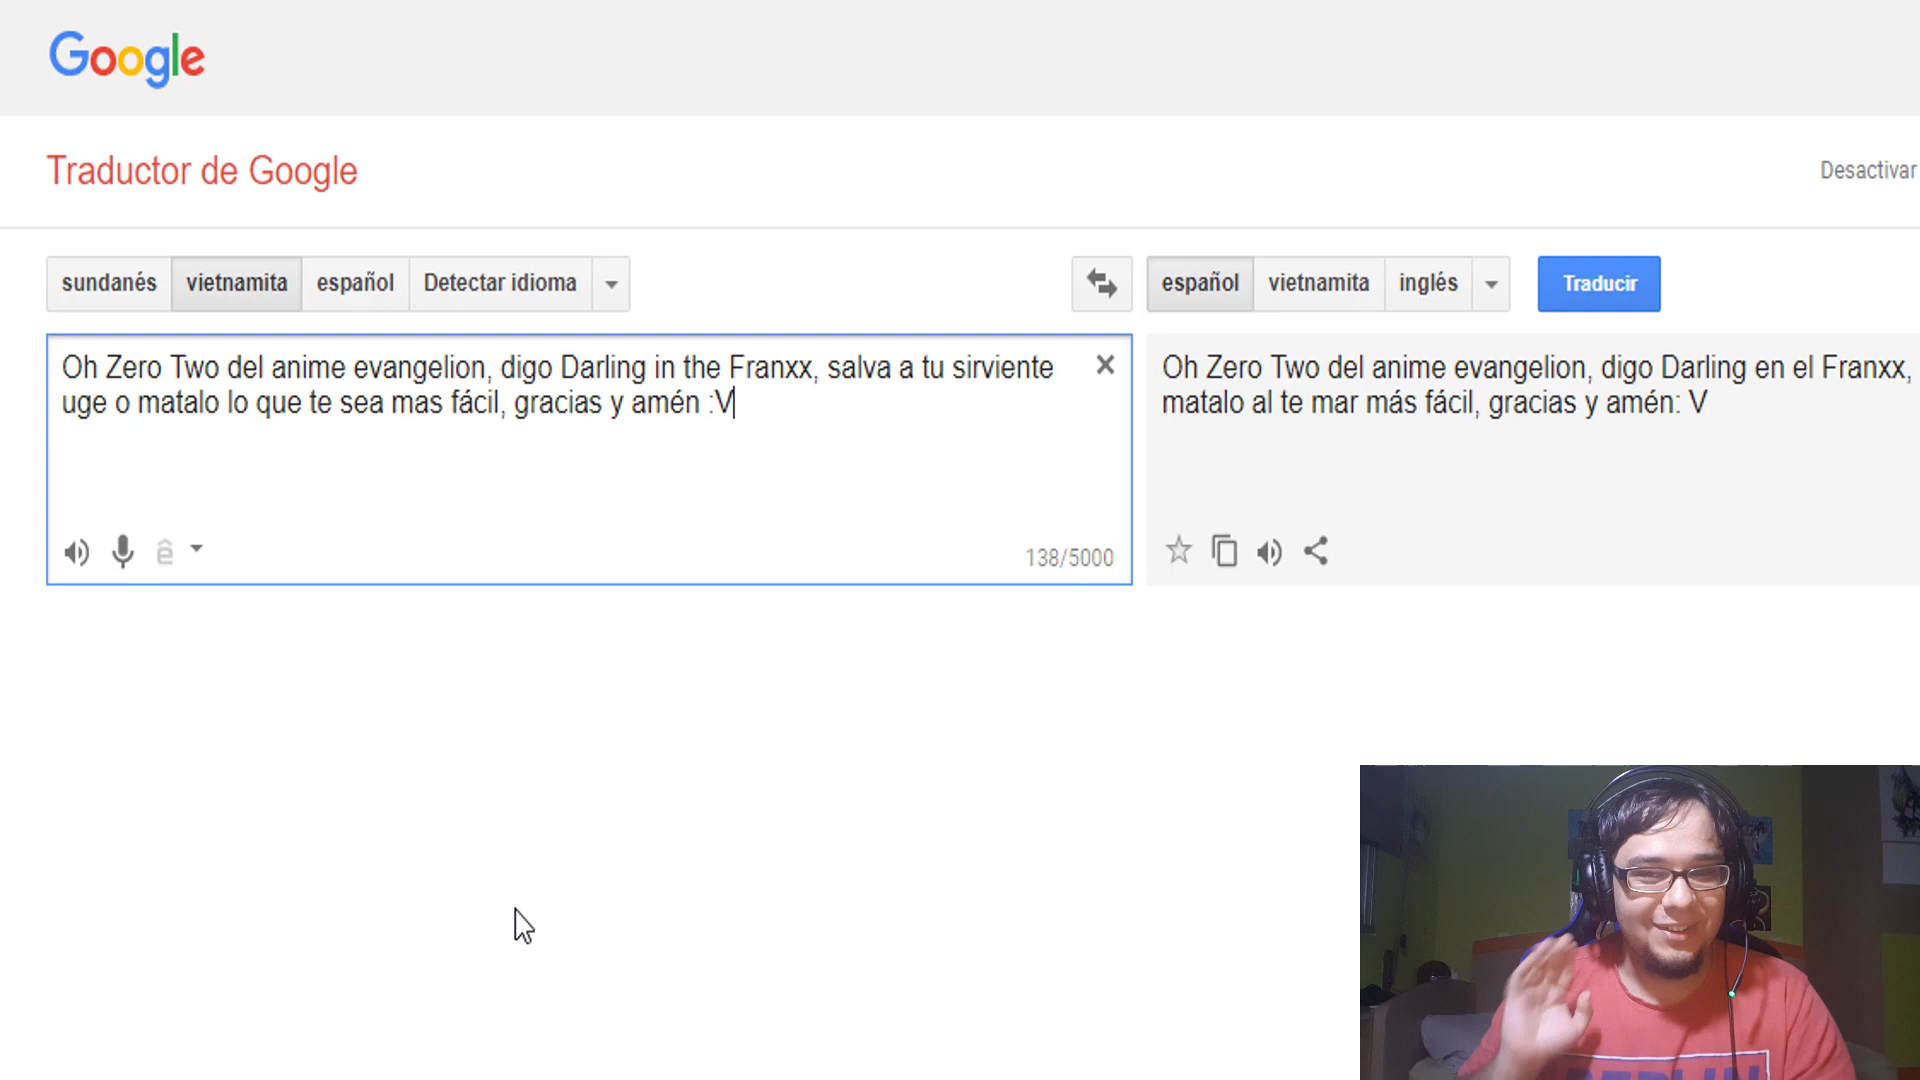 Google
Traductor de Google
Desactivar
sundanés vietnamita español Detectar idioma
español vietnamita inglés Traducir
Oh Zero Two del anime evangelion, digo Darling in the Franxx, salva a tu sirviente
uge o matalo lo que te sea mas fácil, gracias y amén :V
138/5000
Oh Zero Two del anime evangelion, digo Darling en el Franxx,
matalo al te mar más fácil, gracias y amén: V